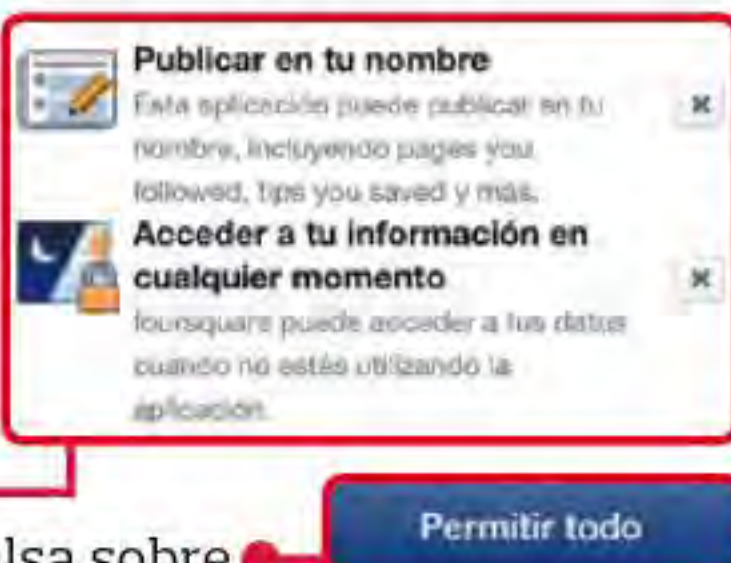 Publicar en tu nombre
Esta aplicación puede publicar en tu
nombre, incluyendo pages you
followed, tips you saved y más.
Acceder a tu información en
cualquier momento
foursquare puede acceder a tus datos
cuando no estés utilizando la
aplicación.
Permitir todo
lsa sobre